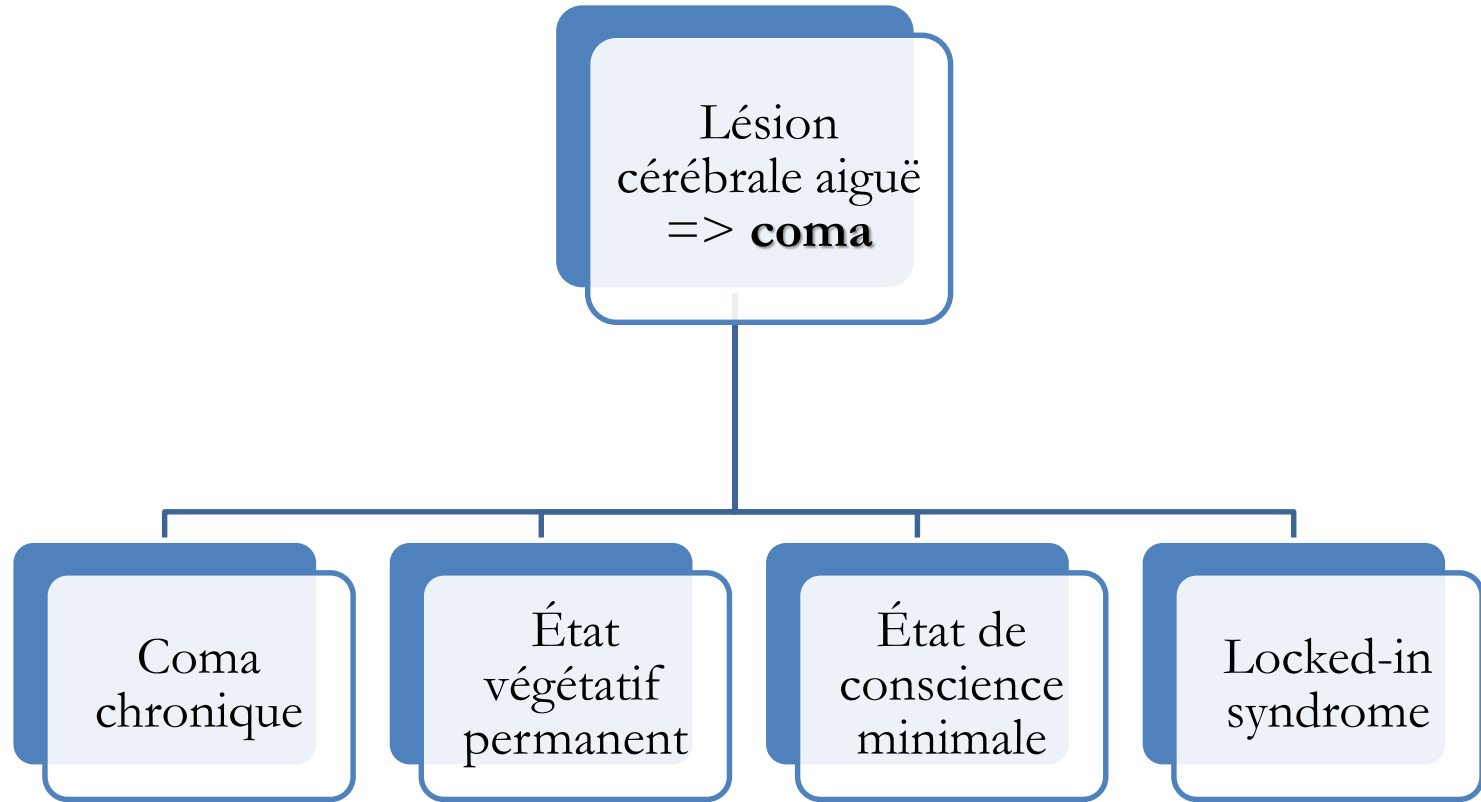 Lésion
cérébrale aiguë
=> coma
Coma
chronique
État
végétatif
permanent
État de
conscience
minimale
Locked-in
syndrome